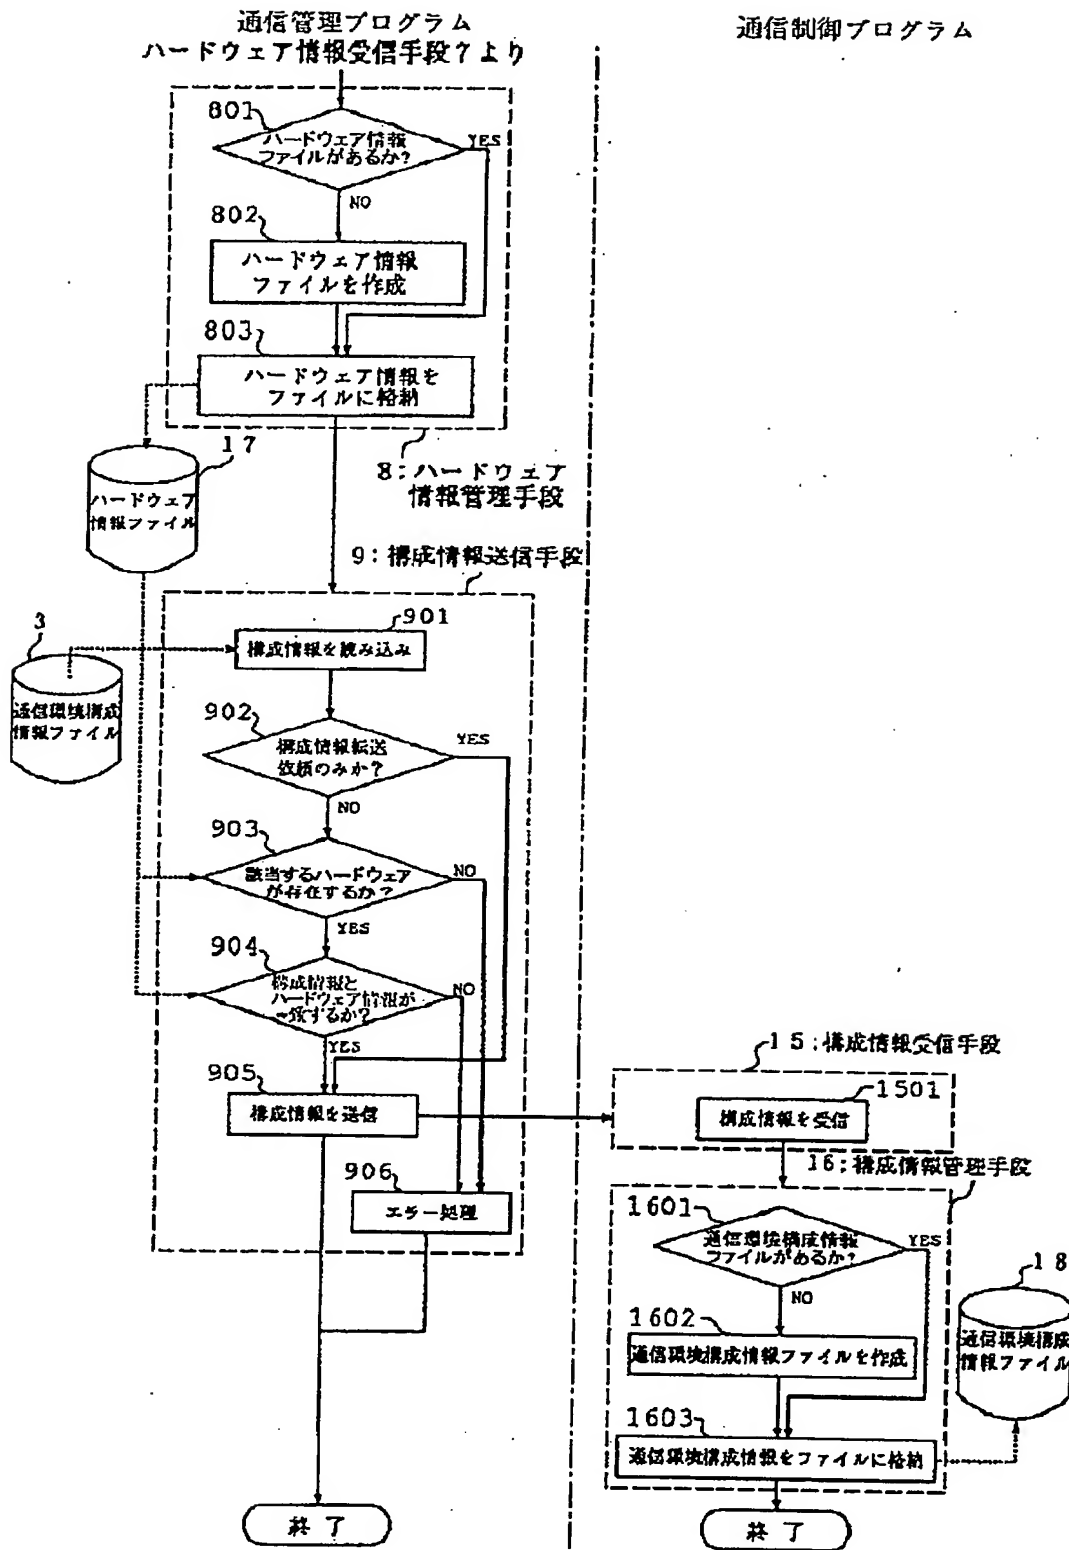 通信管理プログラム
ハードウェア情報受信手段7より
通信制御プログラム
801
ハードウェア情報
ファイルがあるか?
YES
NO
802
ハードウェア情報
ファイルを作成
803
ハードウェア情報を
ファイルに格納
17
ハードウェア
情報ファイル
8:ハードウェア
情報管理手段
9:構成情報送信手段
901
構成情報を読み込み
3
通信環境構成
情報ファイル
902
構成情報転送
依頼のみか?
YES
NO
903
該当するハードウェア
が存在するか?
NO
YES
904
構成情報と
ハードウェア情報が
一致するか?
NO
YES
905
構成情報を送信
906
エラー処理
終了
15:構成情報受信手段
1501
構成情報を受信
16:構成情報管理手段
1601
通信環境構成情報
ファイルがあるか?
YES
NO
18
通信環境構成
情報ファイル
1602
通信環境構成情報ファイルを作成
1603
通信環境構成情報をファイルに格納
終了